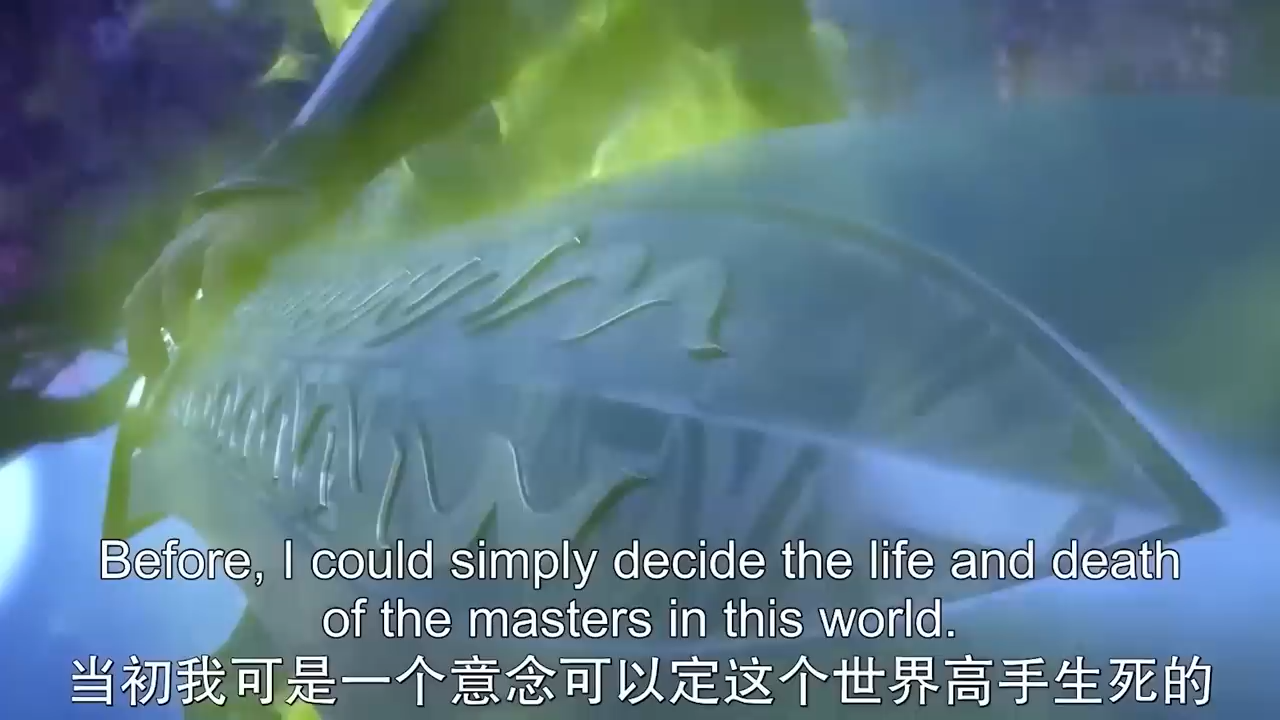 Before, I could simply decide the life and death
of the masters in this world.
当初我可是一个意念可以定这个世界高手生死的